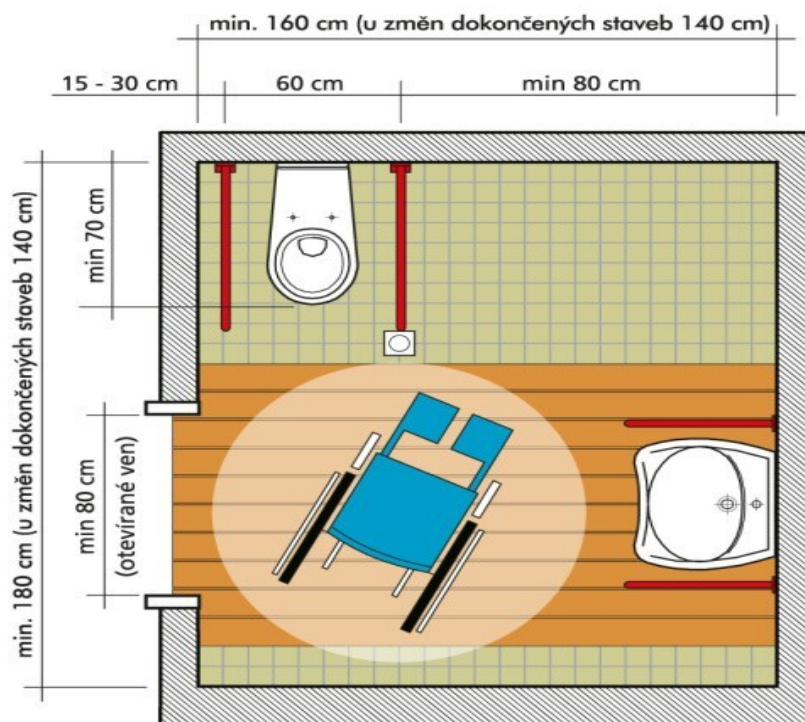 min. 160 cm (u změn dokončených staveb 140 cm)
15 - 30 cm
60 cm
min 80 cm
min. 180 cm (u změn dokončených staveb 140 cm)
min 70 cm
min 80 cm
(otevírané ven)